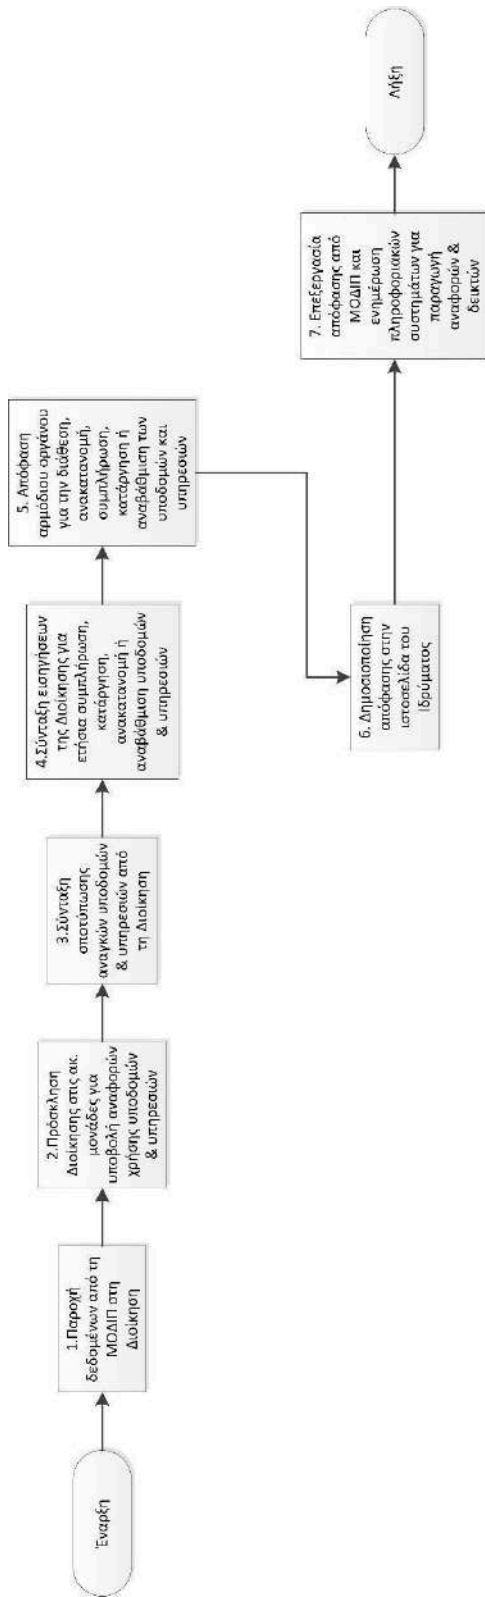 Έναρξη
1.Παροχή
δεδομένων από τη
ΜΟΔΙΠ στη
Διοίκηση
2.Πρόσκληση
Διοίκησης στις ακ.
μονάδες για
υποβολή αναφορών
χρήσης υποδομών
& υπηρεσιών
3.Σύνταξη
αποτύπωσης
αναγκών υποδομών
& υπηρεσιών από
τη Διοίκηση
4.Σύνταξη εισηγήσεων
της Διοίκησης για
ετήσια συμπλήρωση,
κατάργηση,
ανακατανομή ή
αναβάθμιση υποδομών
& υπηρεσιών
5. Απόφαση
αρμόδιου οργάνου
για την διάθεση,
ανακατανομή,
συμπλήρωση,
κατάργηση ή
αναβάθμιση των
υποδομών και
υπηρεσιών
6. Δημοσιοποίηση
απόφασης στην
ιστοσελίδα του
Ιδρύματος
7. Επεξεργασία
απόφασης από
ΜΟΔΙΠ και
ενημέρωση
πληροφοριακών
συστημάτων για
παραγωγή
αναφορών &
δεικτών
Λήξη